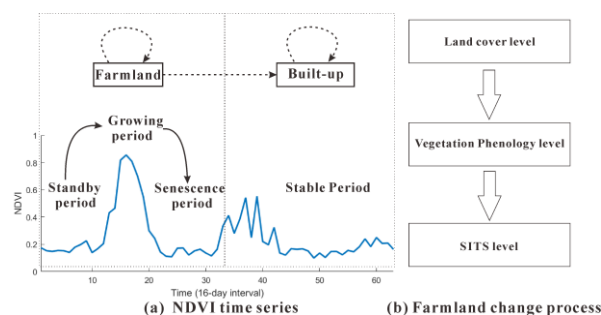 Farmland
Built-up
Growing
period
Standby
period
Senescence
period
Stable Period
NDVI
1
0.8
0.6
0.4
0.2
0
10
20
30
40
50
60
Time (16-day interval)
(a) NDVI time series
Land cover level
Vegetation Phenology level
SITS level
(b) Farmland change process